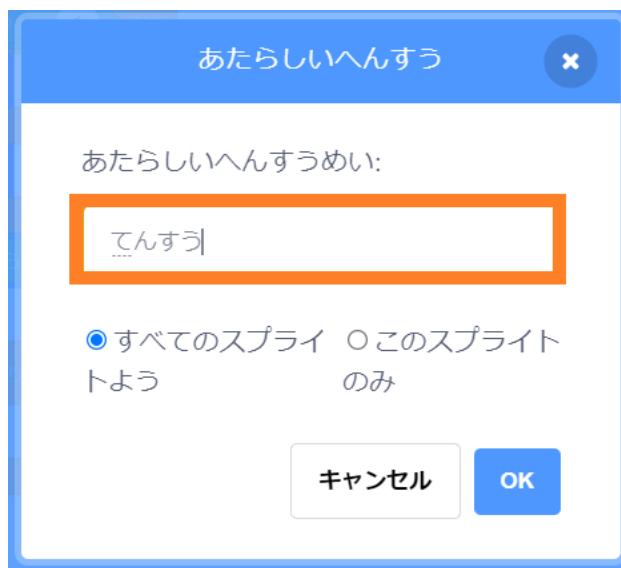 あたらしいへんすう
あたらしいへんすうめい:
てんすう
すべてのスプライ
トよう
このスプライト
のみ
キャンセル
OK